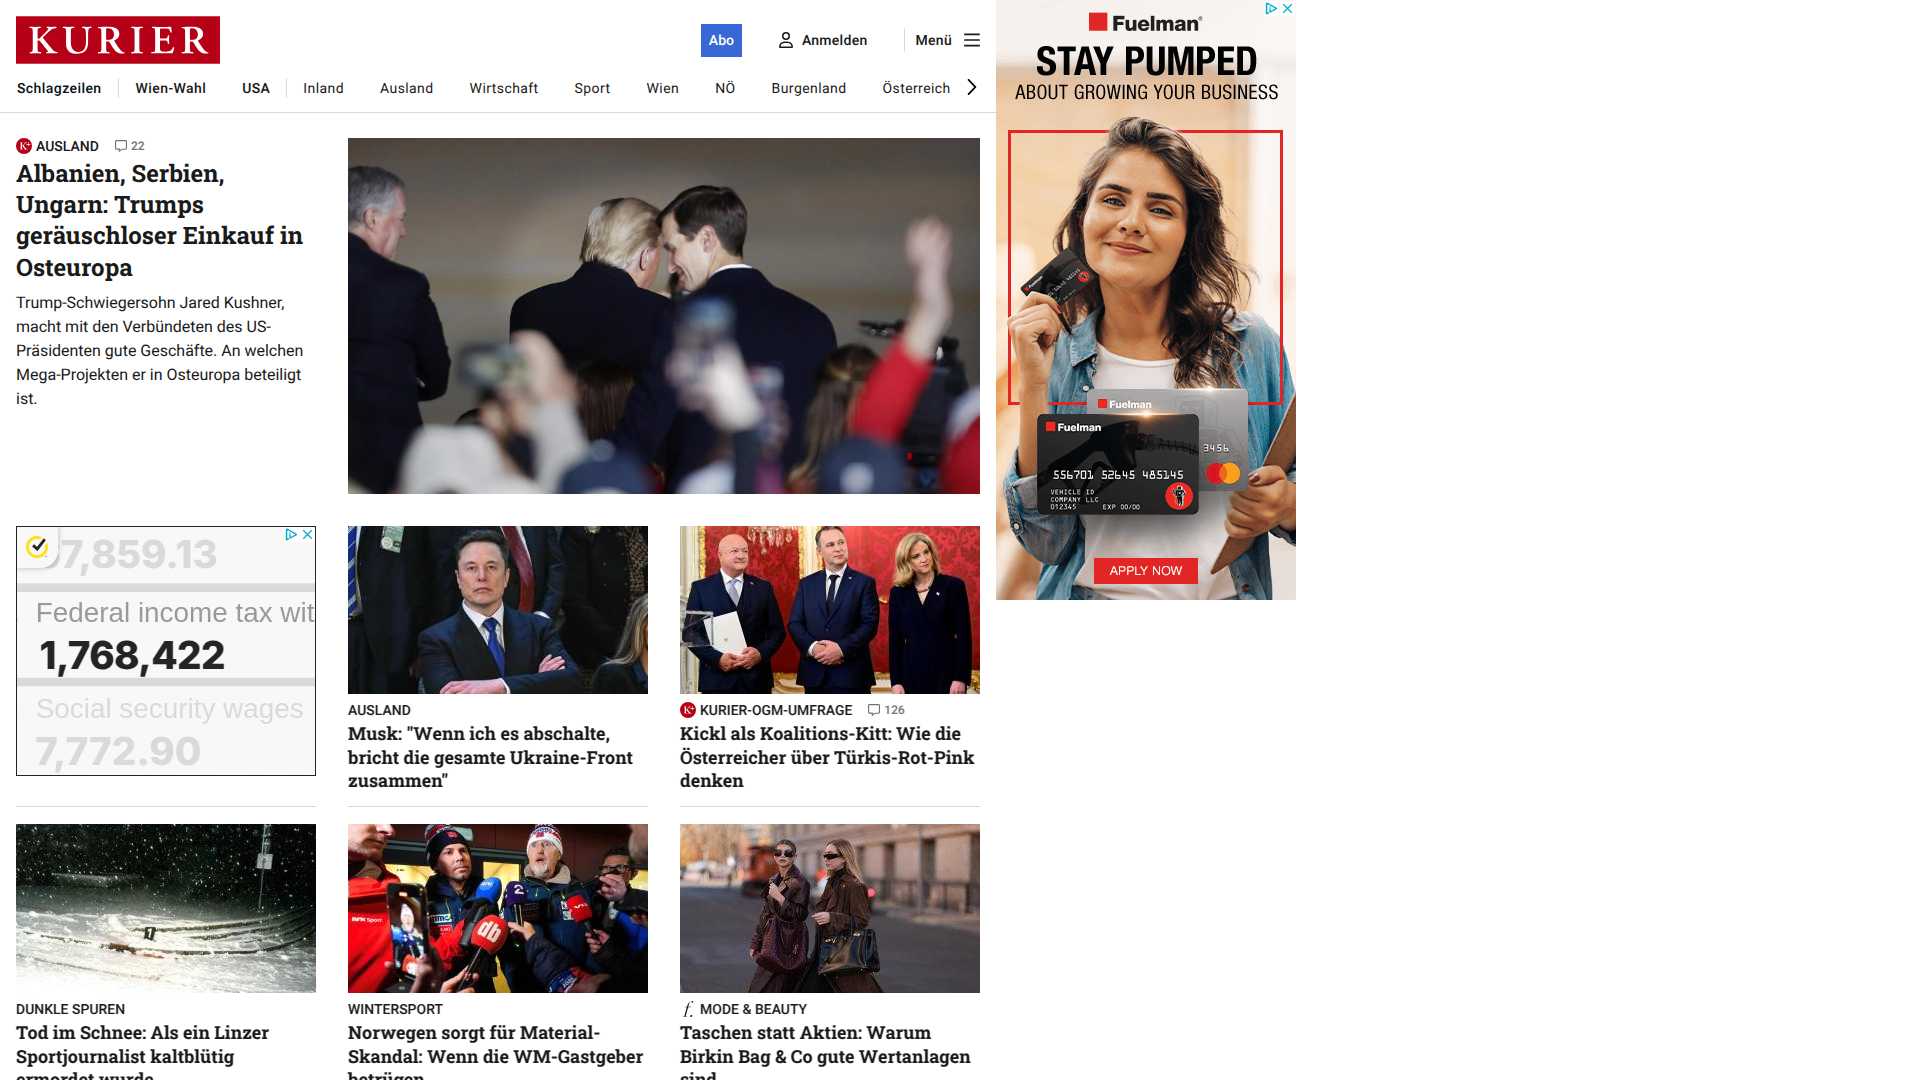 KURIER
Abo
Anmelden
Menü
Schlagzeilen
Wien-Wahl
USA
Inland
Ausland
Wirtschaft
Sport
Wien
NÖ
Burgenland
Österreich
AUSLAND
22
Albanien, Serbien,
Ungarn: Trumps
geräuschloser Einkauf in
Osteuropa
Trump-Schwiegersohn Jared Kushner,
macht mit den Verbündeten des US-
Präsidenten gute Geschäfte. An welchen
Mega-Projekten er in Osteuropa beteiligt
ist.
Fuelman
STAY PUMPED
ABOUT GROWING YOUR BUSINESS
Fuelman
Fuelman
3456
556701 52645 485145
VEHICLE ID
COMPANY LLC
012345 EXP 00/00
APPLY NOW
7,859.13
Federal income tax wit
1,768,422
Social security wages
7,772.90
AUSLAND
Musk: "Wenn ich es abschalte,
bricht die gesamte Ukraine-Front
zusammen"
KURIER-OGM-UMFRAGE
126
Kickl als Koalitions-Kitt: Wie die
Österreicher über Türkis-Rot-Pink
denken
DUNKLE SPUREN
Tod im Schnee: Als ein Linzer
Sportjournalist kaltblütig
ermordet wurde
WINTERSPORT
Norwegen sorgt für Material-
Skandal: Wenn die WM-Gastgeber
betrügen
MODE & BEAUTY
Taschen statt Aktien: Warum
Birkin Bag & Co gute Wertanlagen
sind